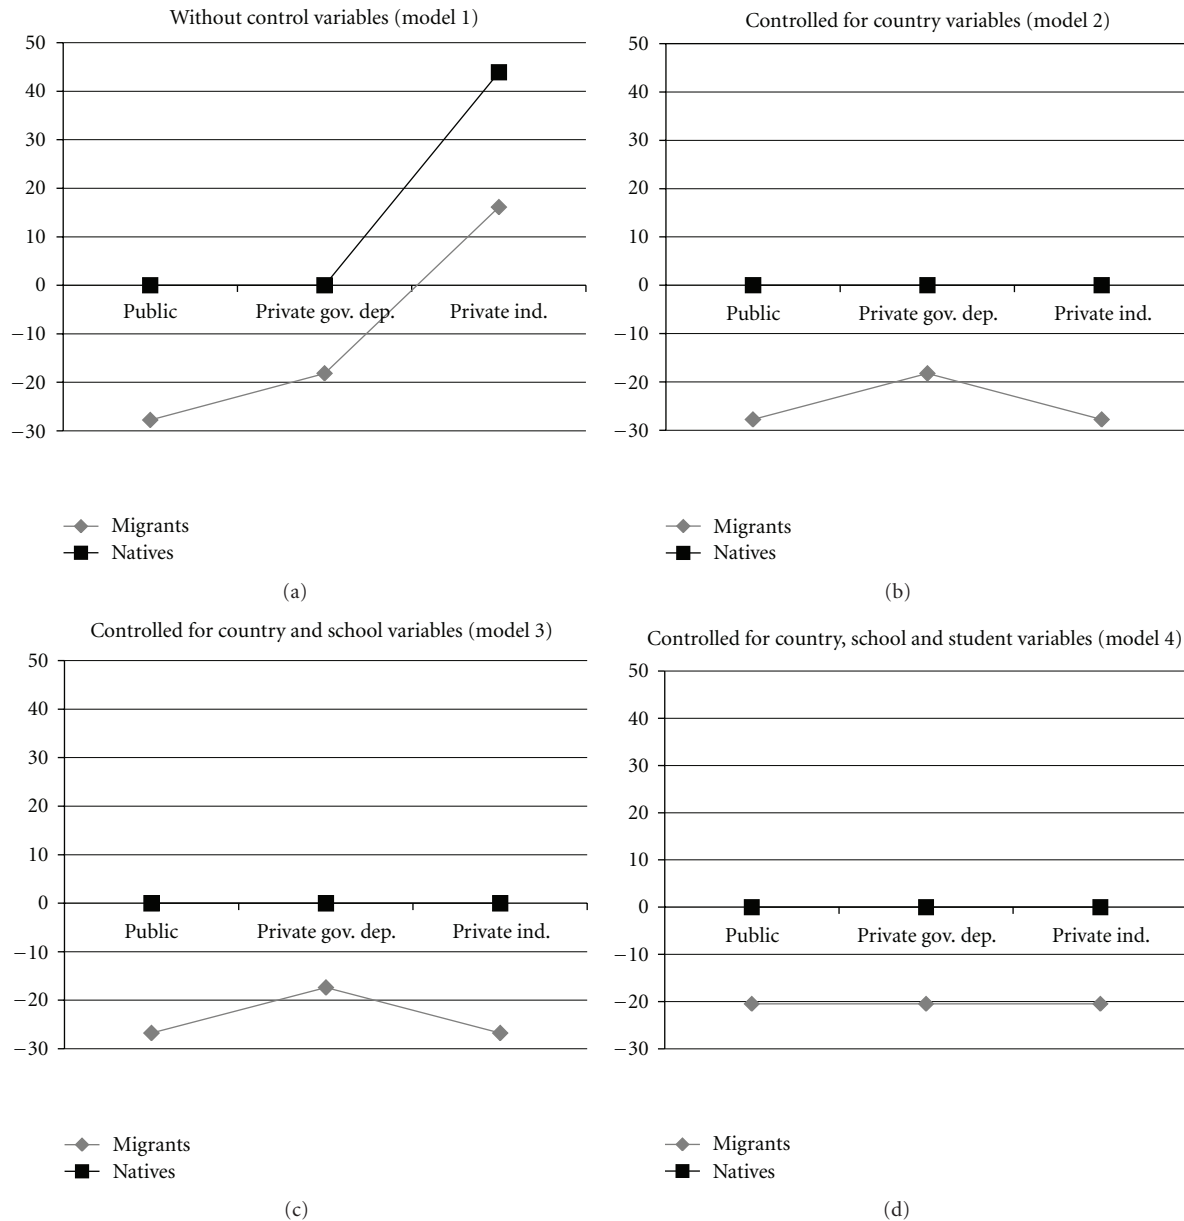 Without control variables (model 1)
50
40
30
20
10
0
−10
−20
−30
Public
Private gov. dep.
Private ind.
Migrants
Natives
(a)
Controlled for country variables (model 2)
50
40
30
20
10
0
−10
−20
−30
Public
Private gov. dep.
Private ind.
Migrants
Natives
(b)
Controlled for country and school variables (model 3)
50
40
30
20
10
0
−10
−20
−30
Public
Private gov. dep.
Private ind.
Migrants
Natives
(c)
Controlled for country, school and student variables (model 4)
50
40
30
20
10
0
−10
−20
−30
Public
Private gov. dep.
Private ind.
Migrants
Natives
(d)